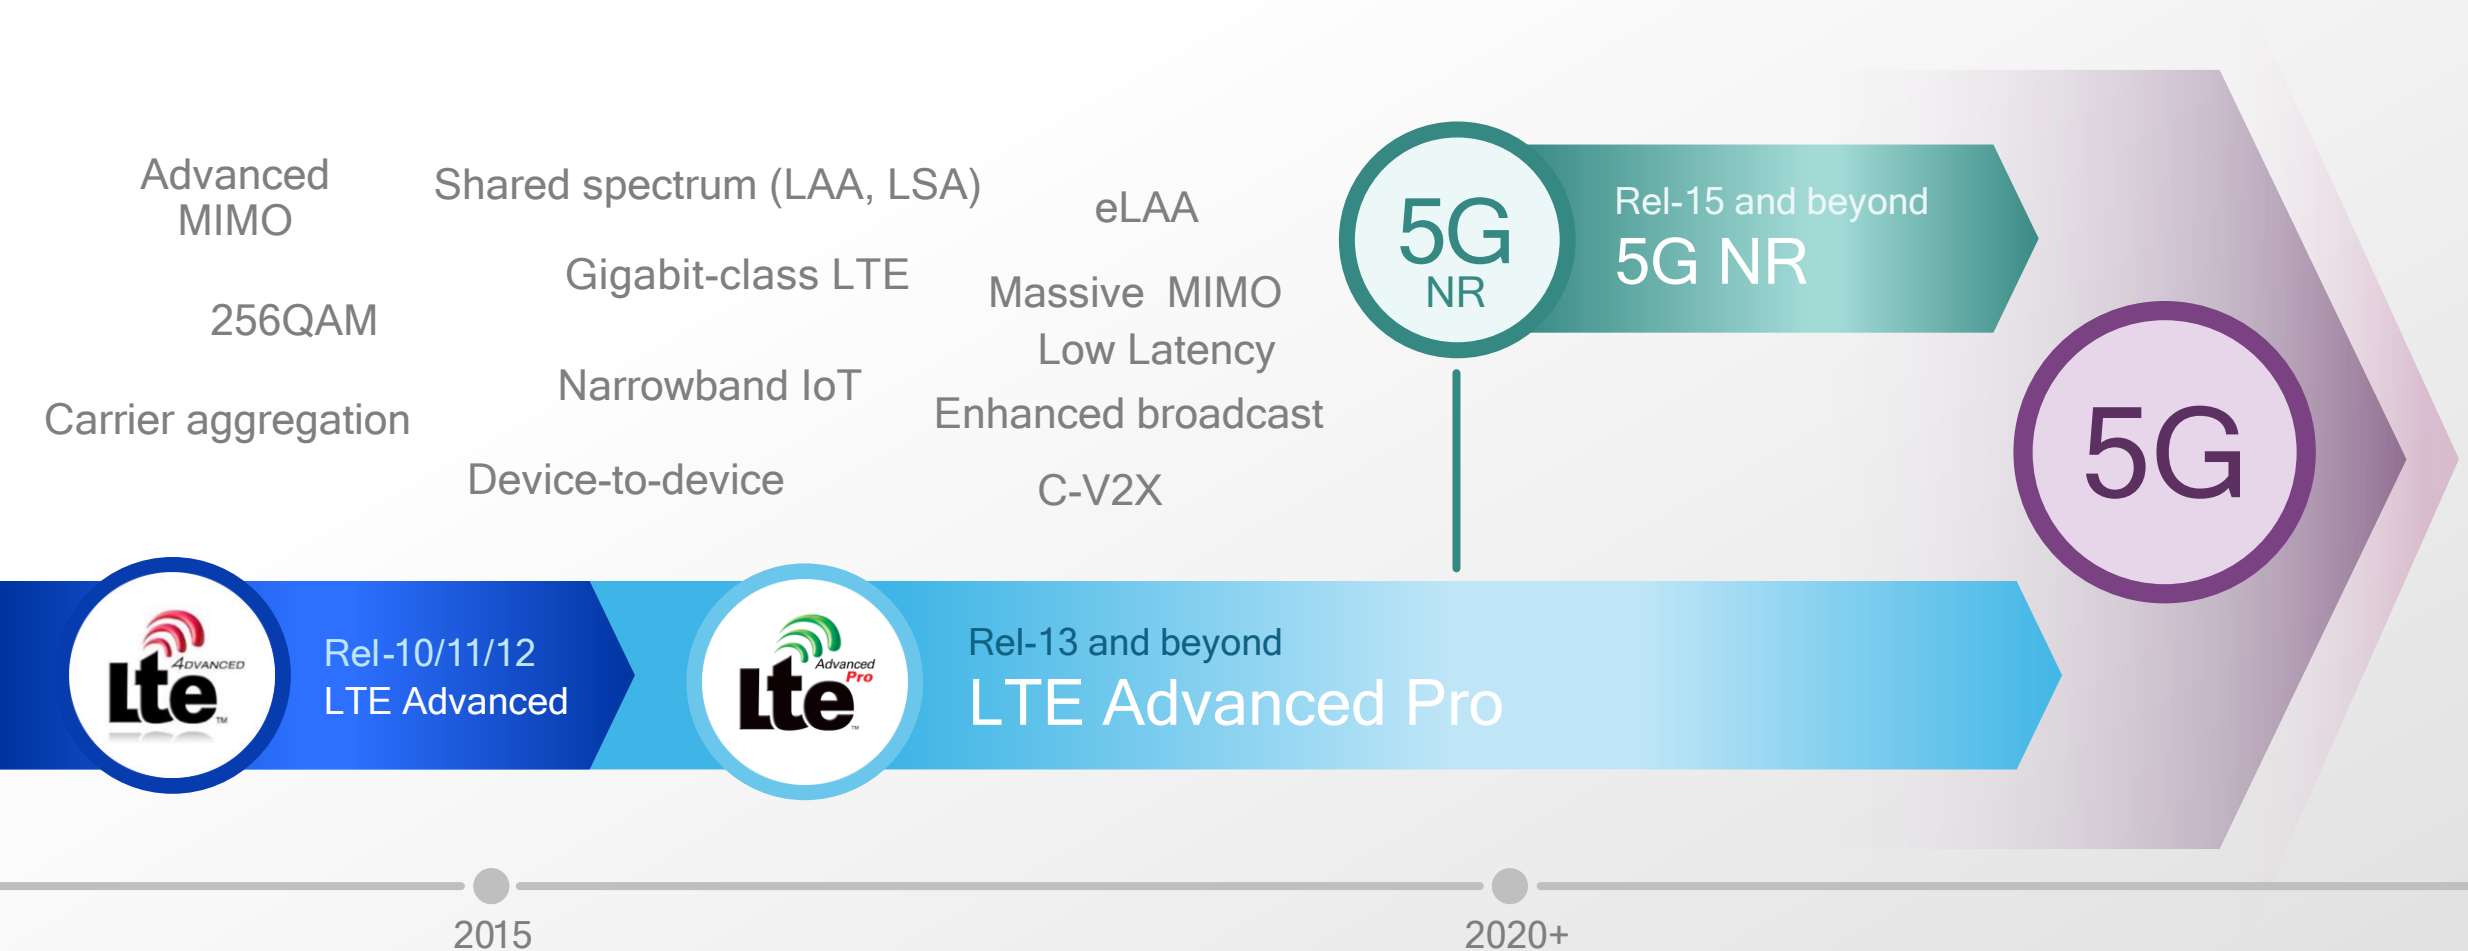 Advanced
MIMO
256QAM
Carrier aggregation
Shared spectrum (LAA, LSA)
Gigabit-class LTE
Narrowband IoT
Device-to-device
eLAA
Massive MIMO
Low Latency
Enhanced broadcast
C-V2X
5G
NR
Rel-15 and beyond
5G NR
5G
ADVANCED
Lte™
Rel-10/11/12
LTE Advanced
Advanced
Pro
Lte™
Rel-13 and beyond
LTE Advanced Pro
2015
2020+